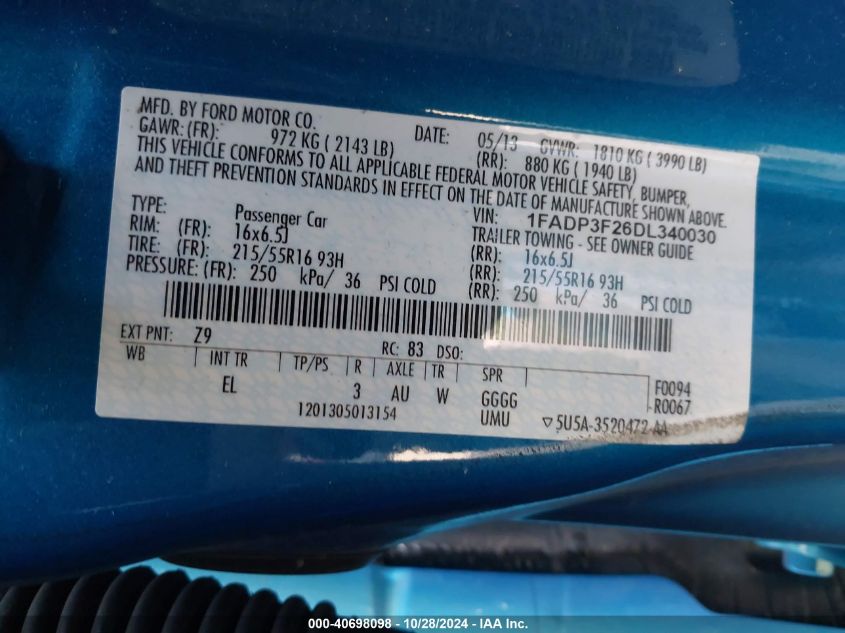 MFD. BY FORD MOTOR CO. DATE: 05/13 GVWR: 1810 KG ( 3990 LB)
GAWR: (FR): 972 KG ( 2143 LB) (RR): 880 KG ( 1940 LB)
THIS VEHICLE CONFORMS TO ALL APPLICABLE FEDERAL MOTOR VEHICLE SAFETY, BUMPER,
AND THEFT PREVENTION STANDARDS IN EFFECT ON THE DATE OF MANUFACTURE SHOWN ABOVE.
VIN: 1FADP3F26DL340030
TYPE: Passenger Car TRAILER TOWING - SEE OWNER GUIDE
RIM: (FR): 16x6.5J (RR): 16x6.5J
TIRE: (FR): 215/55R16 93H (RR): 215/55R16 93H
PRESSURE: (FR): 250 kPa/ 36 PSI COLD (RR): 250 kPa/ 36 PSI COLD
EXT PNT: Z9 RC: 83 DSO:
WB INT TR TP/PS R AXLE TR SPR F0094
EL 3 AU W GGGG R0067
1201305013154 UMU ▽ 5U5A-3520472-AA
000-40698098 - 10/28/2024 - IAA Inc.